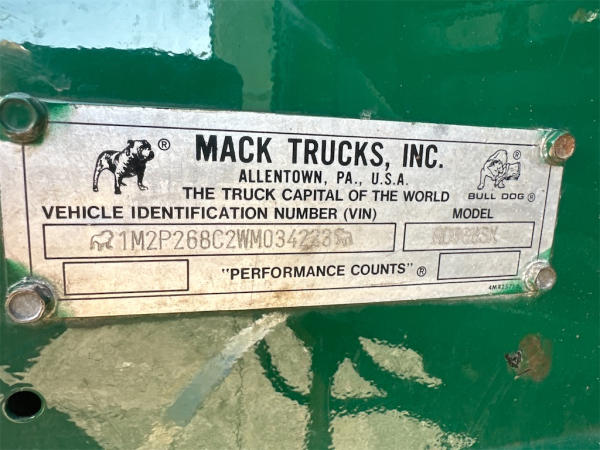 MACK TRUCKS, INC.
ALLENTOWN, PA., U.S.A.
THE TRUCK CAPITAL OF THE WORLD
BULL DOG®
VEHICLE IDENTIFICATION NUMBER (VIN) MODEL
1M2P268C2WM034223
"PERFORMANCE COUNTS"®